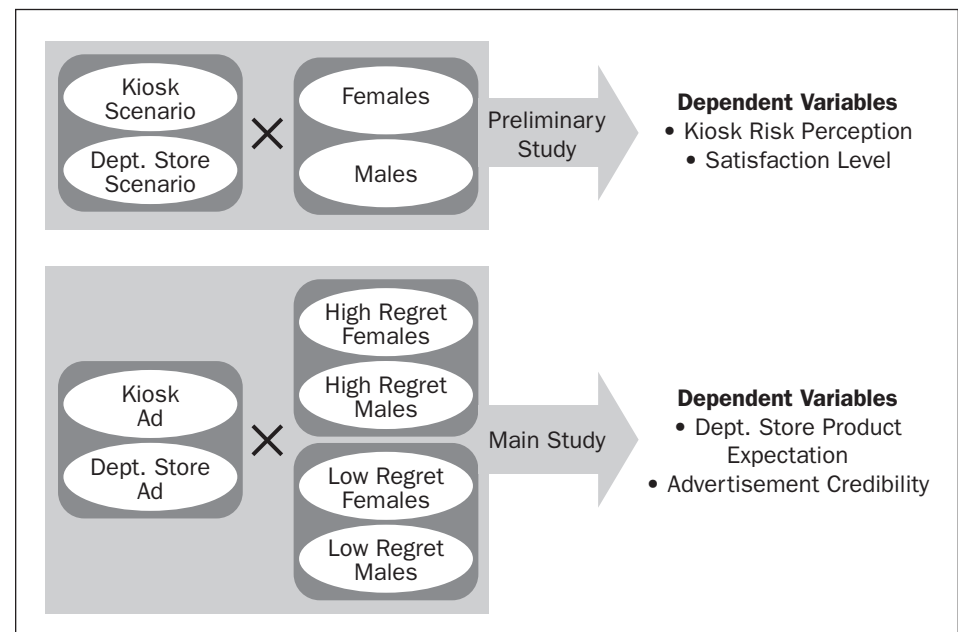 Kiosk
Scenario
Dept. Store
Scenario
×
Females
Males
Preliminary
Study
Dependent Variables
• Kiosk Risk Perception
• Satisfaction Level
Kiosk
Ad
Dept. Store
Ad
×
High Regret
Females
High Regret
Males
Low Regret
Females
Low Regret
Males
Main Study
Dependent Variables
• Dept. Store Product
Expectation
• Advertisement Credibility